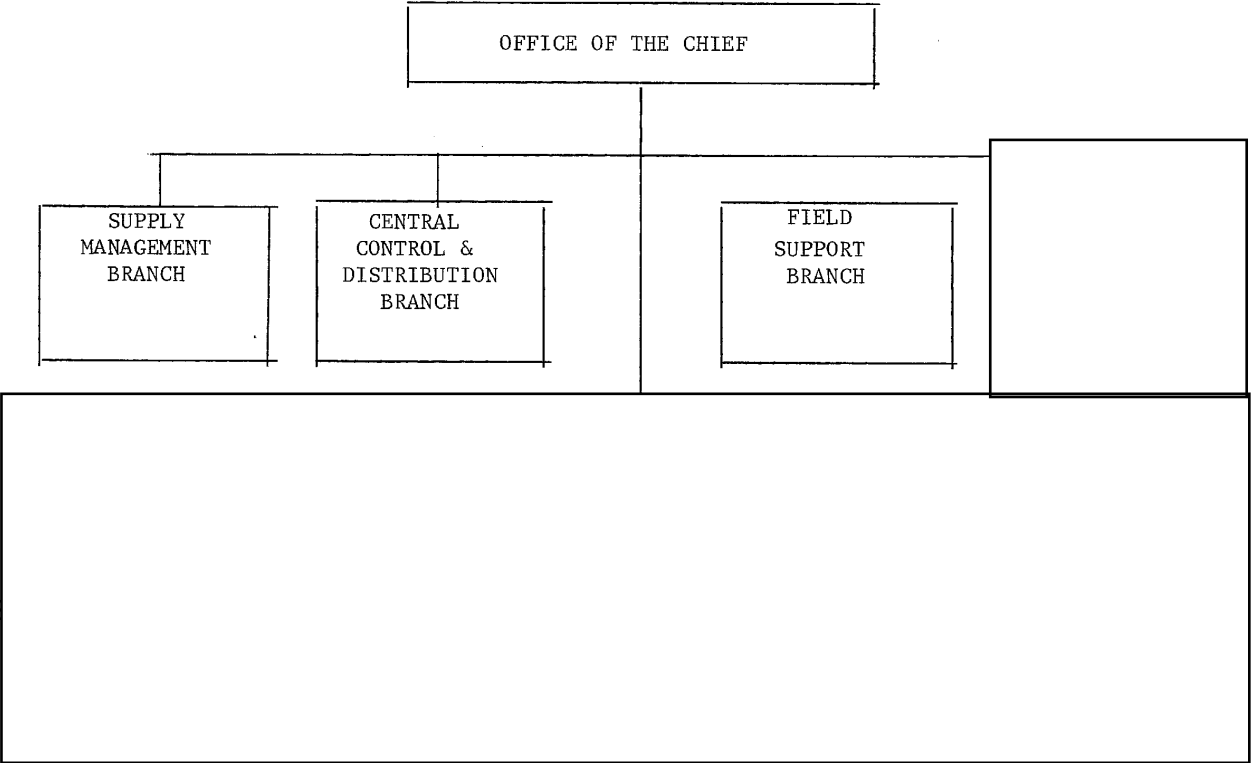 OFFICE OF THE CHIEF
SUPPLY
MANAGEMENT
BRANCH
CENTRAL
CONTROL &
DISTRIBUTION
BRANCH
FIELD
SUPPORT
BRANCH